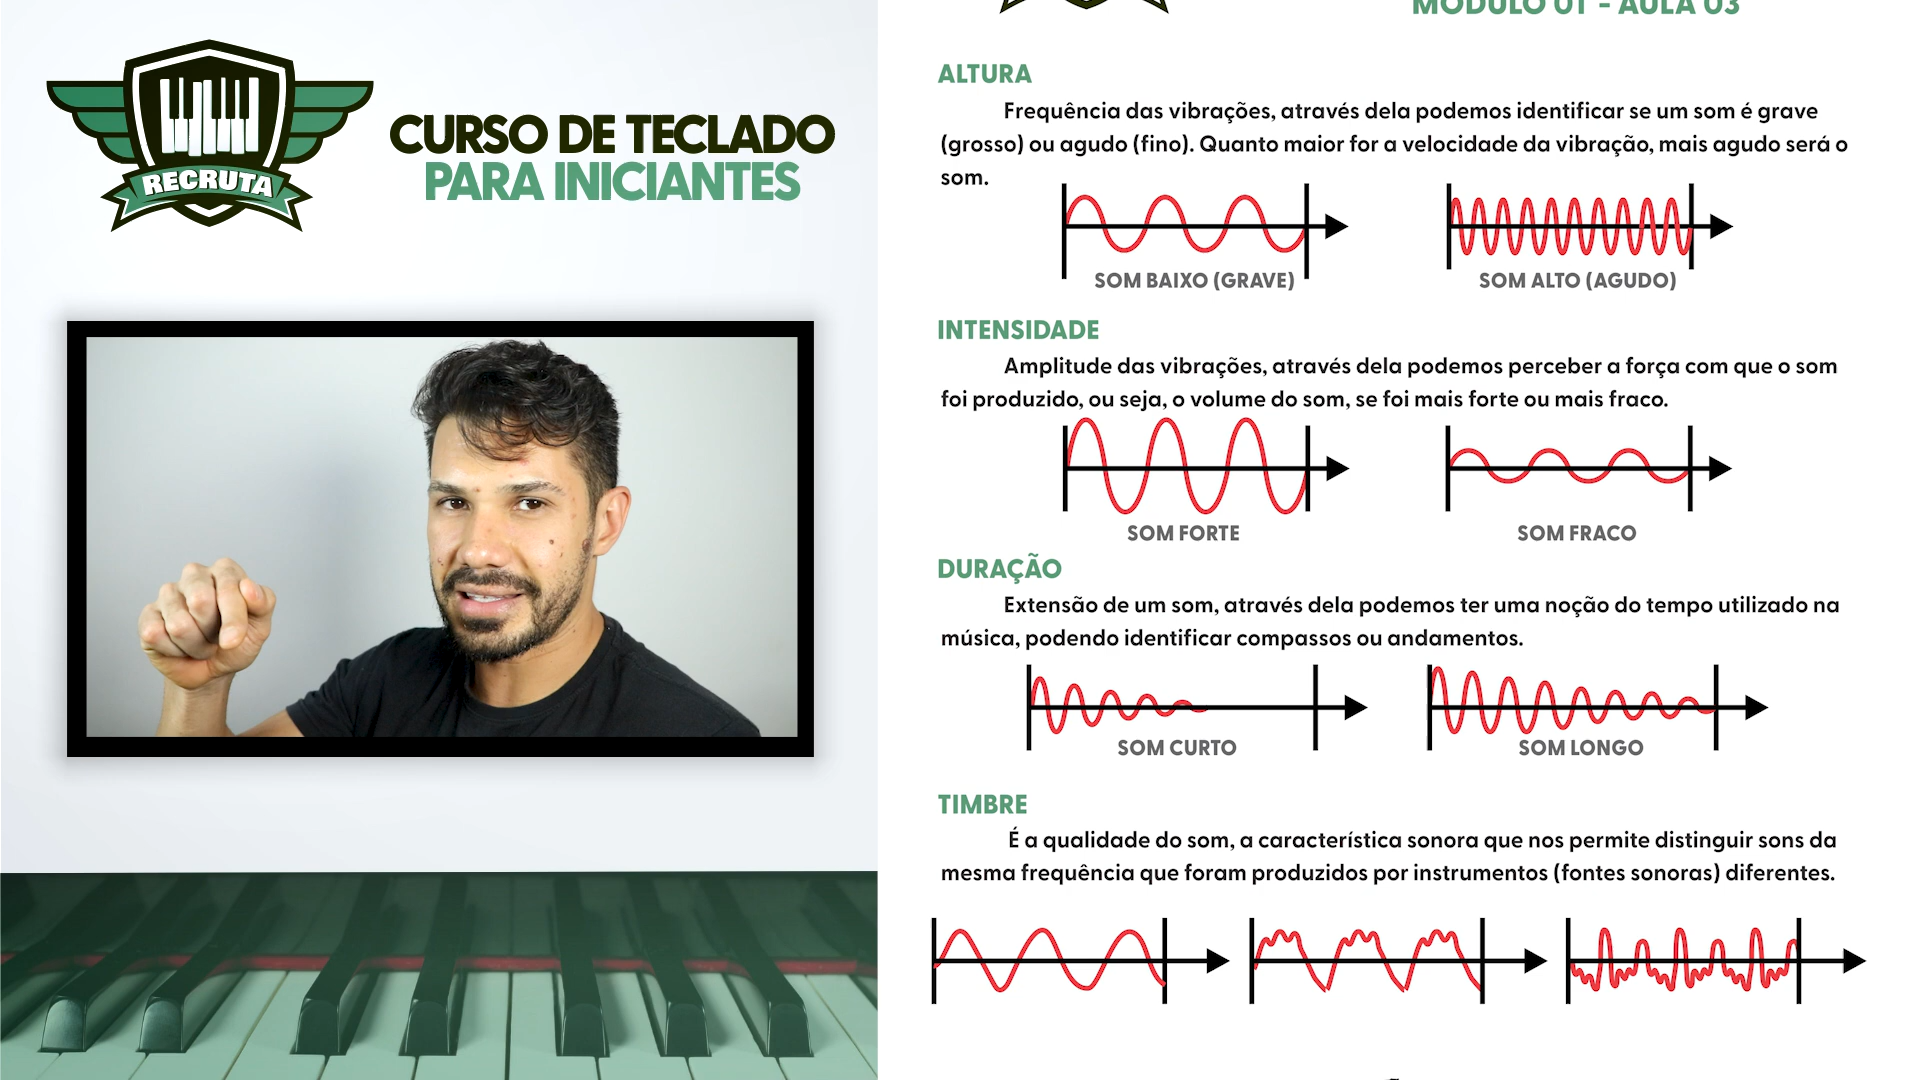 RECRUTA
CURSO DE TECLADO
PARA INICIANTES
MÓDULO 01 - AULA 03
ALTURA
Frequência das vibrações, através dela podemos identificar se um som é grave
(grosso) ou agudo (fino). Quanto maior for a velocidade da vibração, mais agudo será o
som.
SOM BAIXO (GRAVE)
SOM ALTO (AGUDO)
INTENSIDADE
Amplitude das vibrações, através dela podemos perceber a força com que o som
foi produzido, ou seja, o volume do som, se foi mais forte ou mais fraco.
SOM FORTE
SOM FRACO
DURAÇÃO
Extensão de um som, através dela podemos ter uma noção do tempo utilizado na
música, podendo identificar compassos ou andamentos.
SOM CURTO
SOM LONGO
TIMBRE
É a qualidade do som, a característica sonora que nos permite distinguir sons da
mesma frequência que foram produzidos por instrumentos (fontes sonoras) diferentes.